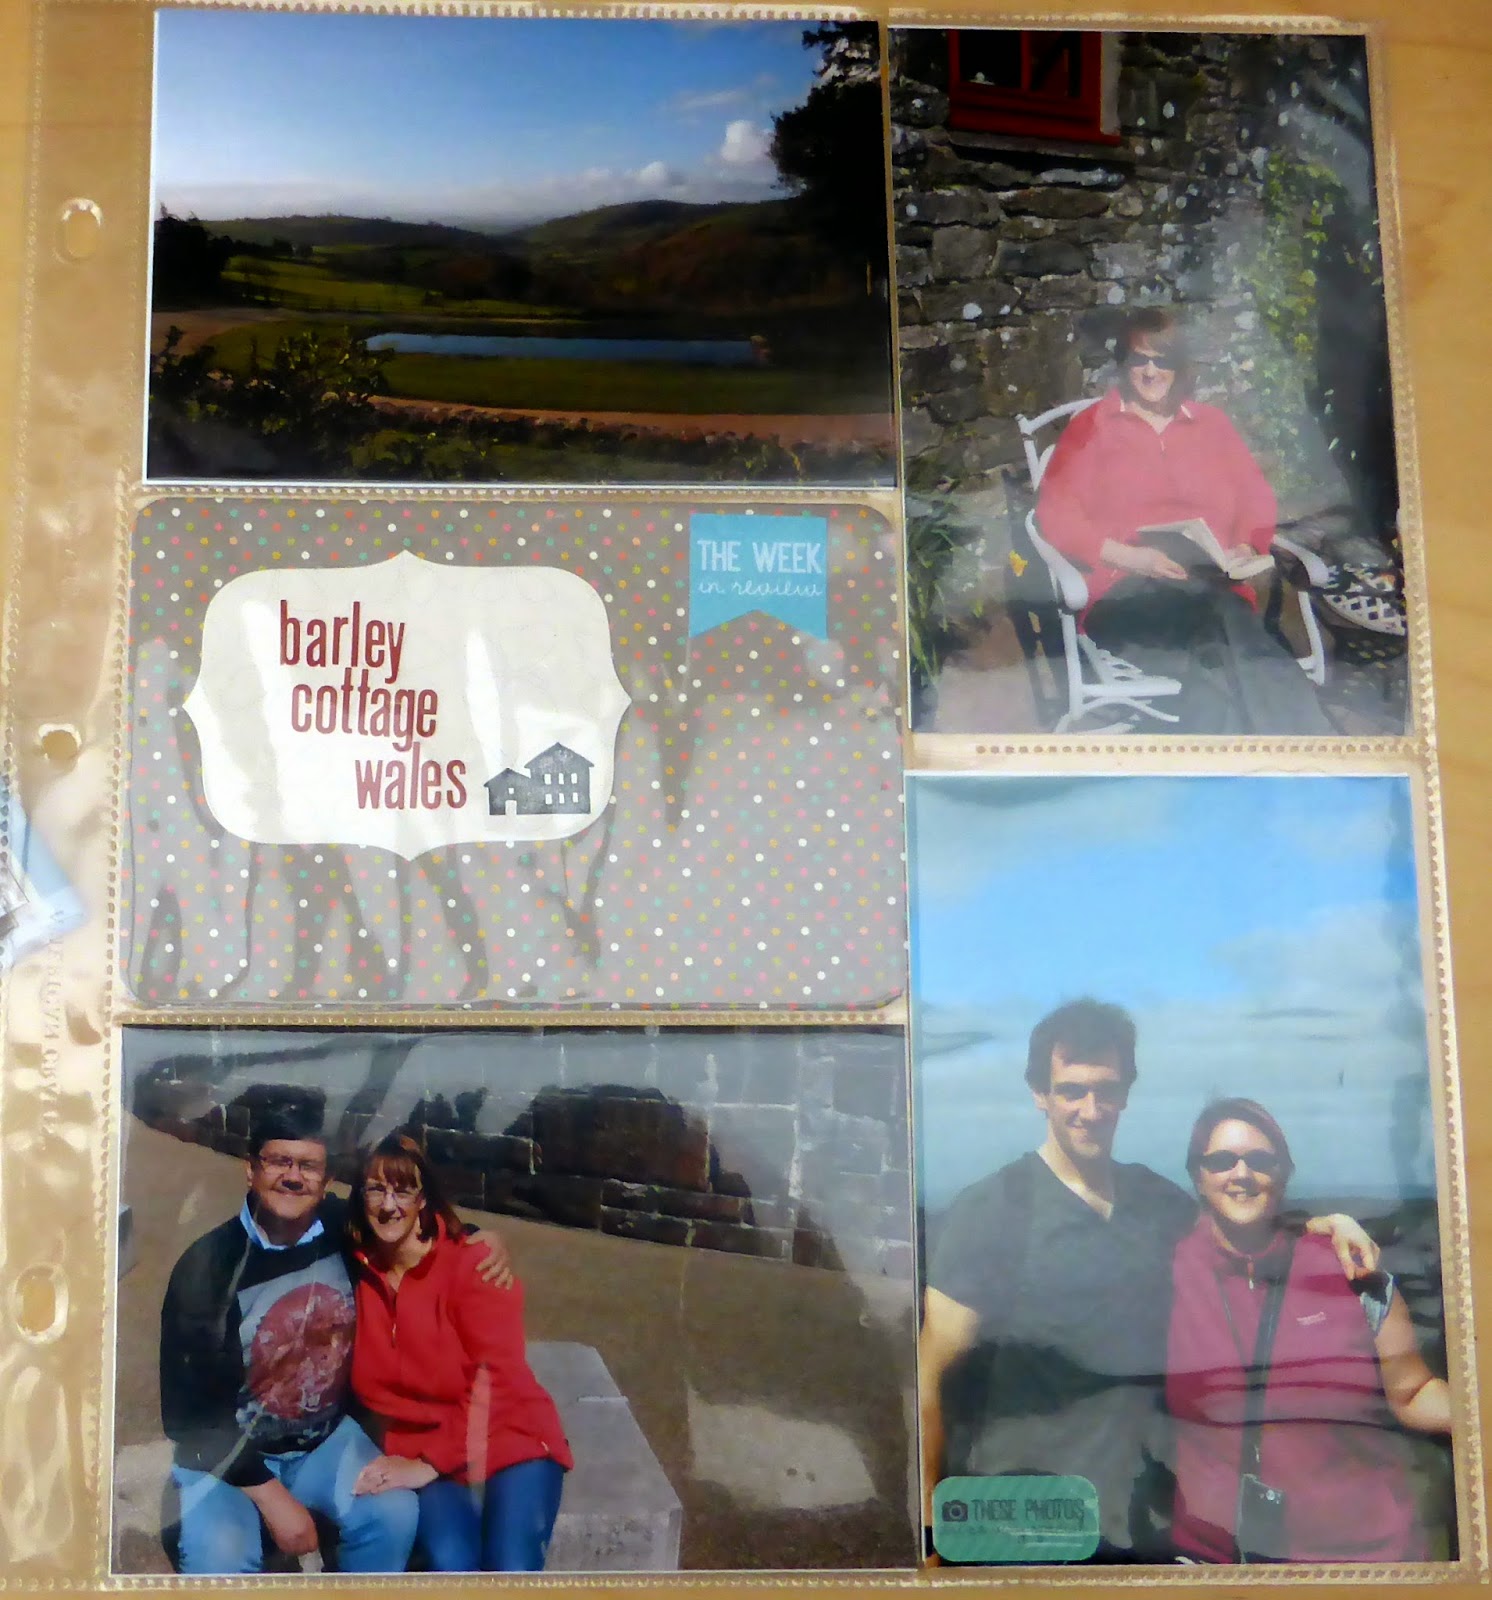 THE WEEK
in review
barley
cottage
wales
THESE PHOTOS